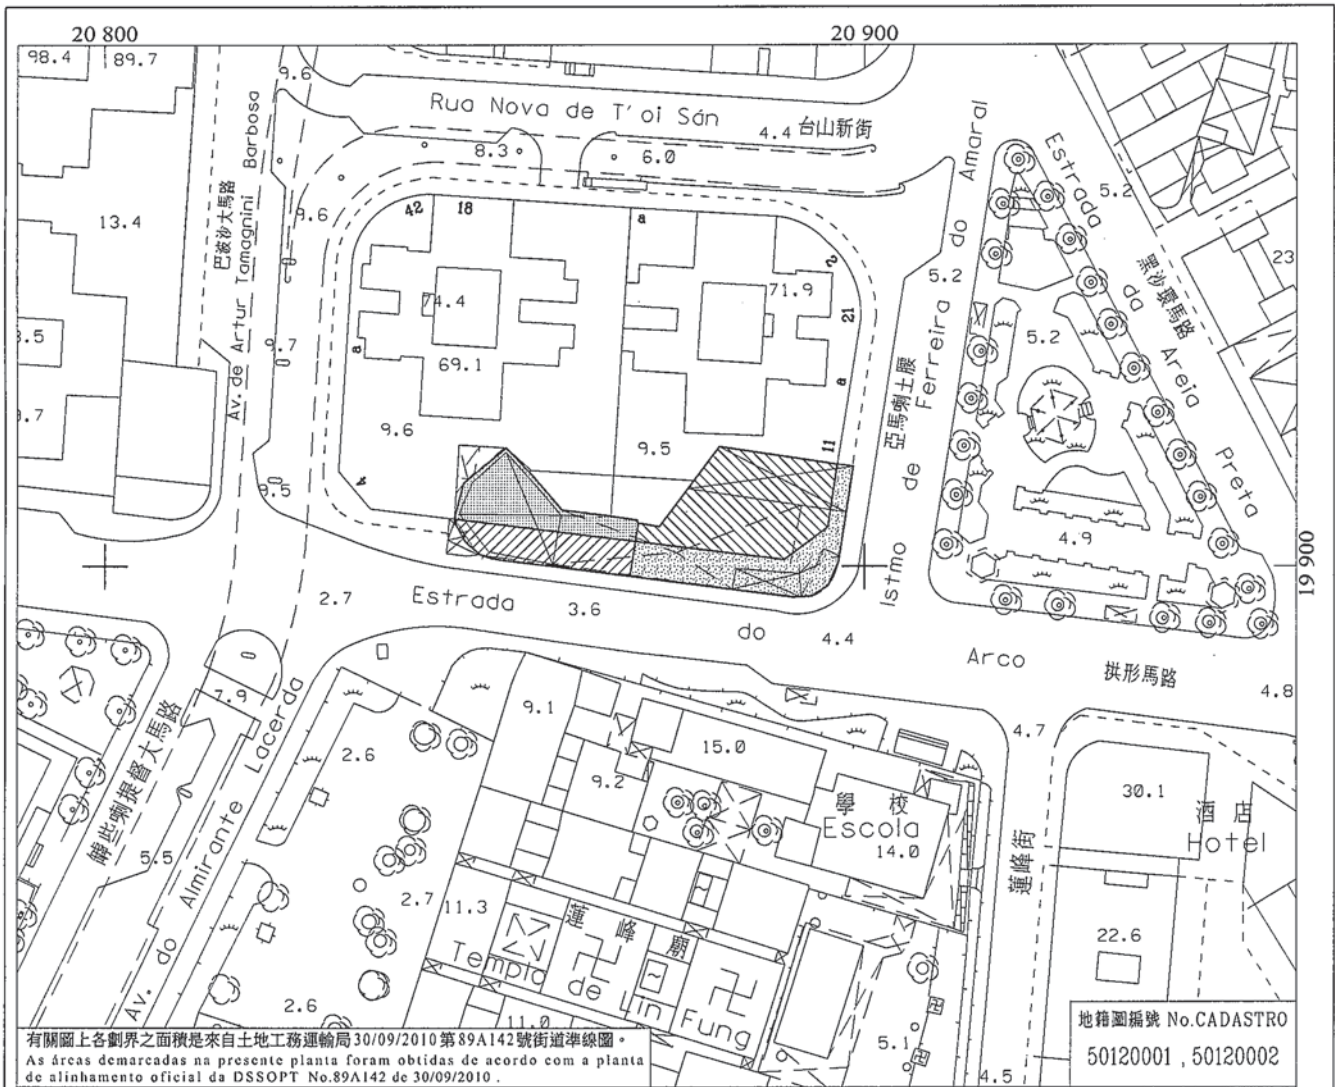 20 800
20 900
98.4
89.7
9.6
Rua Nova de T'oi Sán
4.4
台山新街
8.3
6.0
Estrada da Areia Preta
黑沙環馬路
5.2
13.4
巴波沙大馬路
Av. de Artur Tamagnini Barbosa
9.6
42
18
a
2
Istmo de Ferreira do Amaral
亞馬喇土腰
5.2
23
74.4
71.9
21
5.2
9.7
a
69.1
a
9.6
9.5
11
9.5
4.9
19 900
2.7
Estrada do Arco
3.6
4.4
拱形馬路
4.8
7.9
9.1
4.7
罅些喇提督大馬路
Av. do Almirante Lacerda
2.6
15.0
9.2
30.1
學校
Escola
14.0
酒店
Hotel
5.5
蓮峰街
2.7
11.3
蓮峰廟
Templo de Lin Fung
22.6
2.6
11.0
5.1
4.5
地籍圖編號 No.CADASTRO
50120001 , 50120002
有關圖上各劃界之面積是來自土地工務運輸局30/09/2010第89A142號街道準線圖。
As áreas demarcadas na presente planta foram obtidas de acordo com a planta
de alinhamento oficial da DSSOPT No.89A142 de 30/09/2010 .